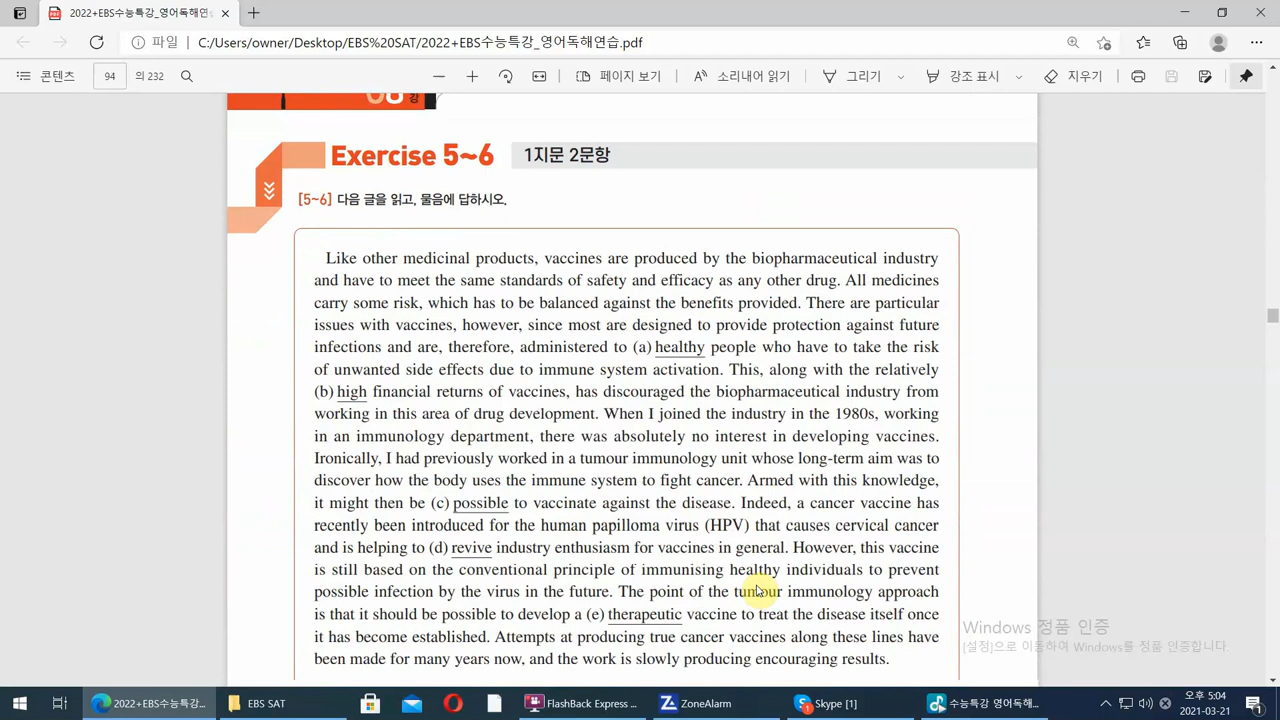 2022+EBS수능특강_영어독해연습
파일 C:/Users/owner/Desktop/EBS%20SAT/2022+EBS수능특강_영어독해연습.pdf
콘텐츠 94 의 232 페이지 보기 소리내어 읽기 그리기 강조 표시 지우기
강
Exercise 5~6 1지문 2문항
[5~6] 다음 글을 읽고, 물음에 답하시오.
Like other medicinal products, vaccines are produced by the biopharmaceutical industry
and have to meet the same standards of safety and efficacy as any other drug. All medicines
carry some risk, which has to be balanced against the benefits provided. There are particular
issues with vaccines, however, since most are designed to provide protection against future
infections and are, therefore, administered to (a) healthy people who have to take the risk
of unwanted side effects due to immune system activation. This, along with the relatively
(b) high financial returns of vaccines, has discouraged the biopharmaceutical industry from
working in this area of drug development. When I joined the industry in the 1980s, working
in an immunology department, there was absolutely no interest in developing vaccines.
Ironically, I had previously worked in a tumour immunology unit whose long-term aim was to
discover how the body uses the immune system to fight cancer. Armed with this knowledge,
it might then be (c) possible to vaccinate against the disease. Indeed, a cancer vaccine has
recently been introduced for the human papilloma virus (HPV) that causes cervical cancer
and is helping to (d) revive industry enthusiasm for vaccines in general. However, this vaccine
is still based on the conventional principle of immunising healthy individuals to prevent
possible infection by the virus in the future. The point of the tumour immunology approach
is that it should be possible to develop a (e) therapeutic vaccine to treat the disease itself once
it has become established. Attempts at producing true cancer vaccines along these lines have
been made for many years now, and the work is slowly producing encouraging results.
Windows 정품 인증
[설정]으로 이동하여 Windows를 정품 인증합니다.
2022+EBS수능특강... EBS SAT FlashBack Express ... ZoneAlarm Skype [1] 수능특강 영어독해연... 오후 5:04
2021-03-21